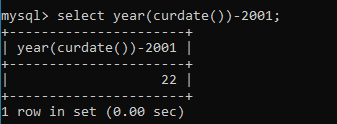 mysql> select year(curdate())-2001;
+----------------------+
| year(curdate())-2001 |
+----------------------+
|                   22 |
+----------------------+
1 row in set (0.00 sec)